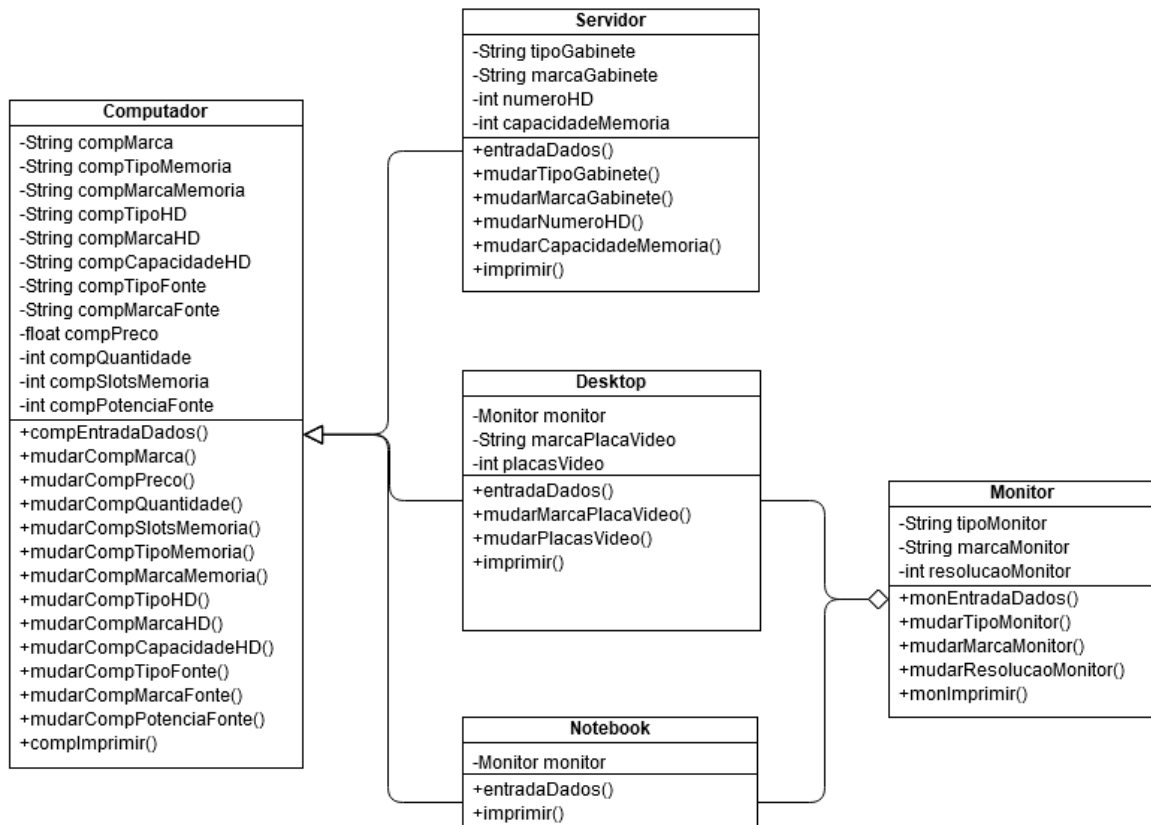 Computador
-String compMarca
-String compTipoMemoria
-String compMarcaMemoria
-String compTipoHD
-String compMarcaHD
-String compCapacidadeHD
-String compTipoFonte
-String compMarcaFonte
-float compPreco
-int compQuantidade
-int compSlotsMemoria
-int compPotenciaFonte
+compEntradaDados()
+mudarCompMarca()
+mudarCompPreco()
+mudarCompQuantidade()
+mudarCompSlotsMemoria()
+mudarCompTipoMemoria()
+mudarCompMarcaMemoria()
+mudarCompTipoHD()
+mudarCompMarcaHD()
+mudarCompCapacidadeHD()
+mudarCompTipoFonte()
+mudarCompMarcaFonte()
+mudarCompPotenciaFonte()
+compImprimir()
Servidor
-String tipoGabinete
-String marcaGabinete
-int numeroHD
-int capacidadeMemoria
+entradaDados()
+mudarTipoGabinete()
+mudarMarcaGabinete()
+mudarNumeroHD()
+mudarCapacidadeMemoria()
+imprimir()
Desktop
-Monitor monitor
-String marcaPlacaVideo
-int placasVideo
+entradaDados()
+mudarMarcaPlacaVideo()
+mudarPlacasVideo()
+imprimir()
Notebook
-Monitor monitor
+entradaDados()
+imprimir()
Monitor
-String tipoMonitor
-String marcaMonitor
-int resolucaoMonitor
+monEntradaDados()
+mudarTipoMonitor()
+mudarMarcaMonitor()
+mudarResolucaoMonitor()
+monImprimir()